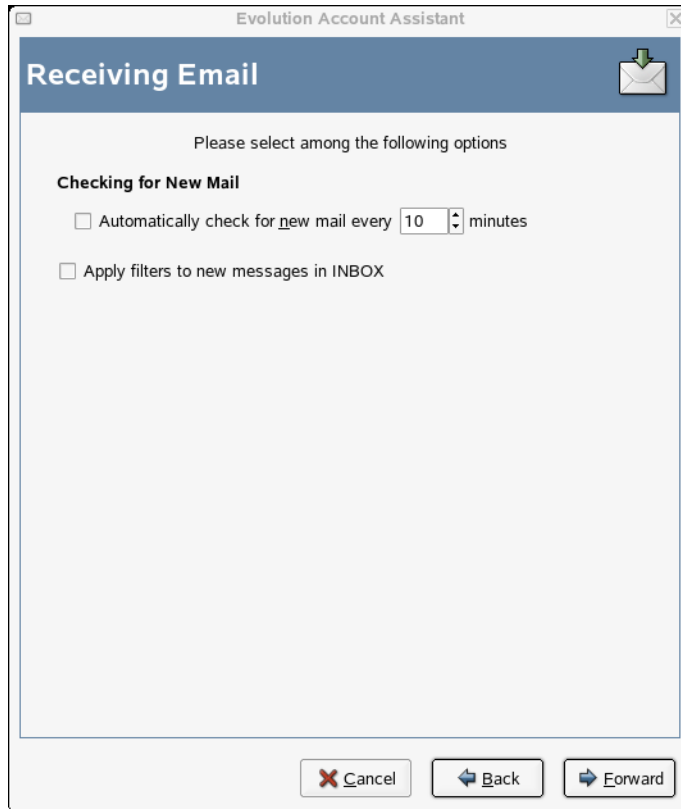 Evolution Account Assistant
Receiving Email
Please select among the following options
Checking for New Mail
Automatically check for new mail every 10 minutes
Apply filters to new messages in INBOX
Cancel Back Forward